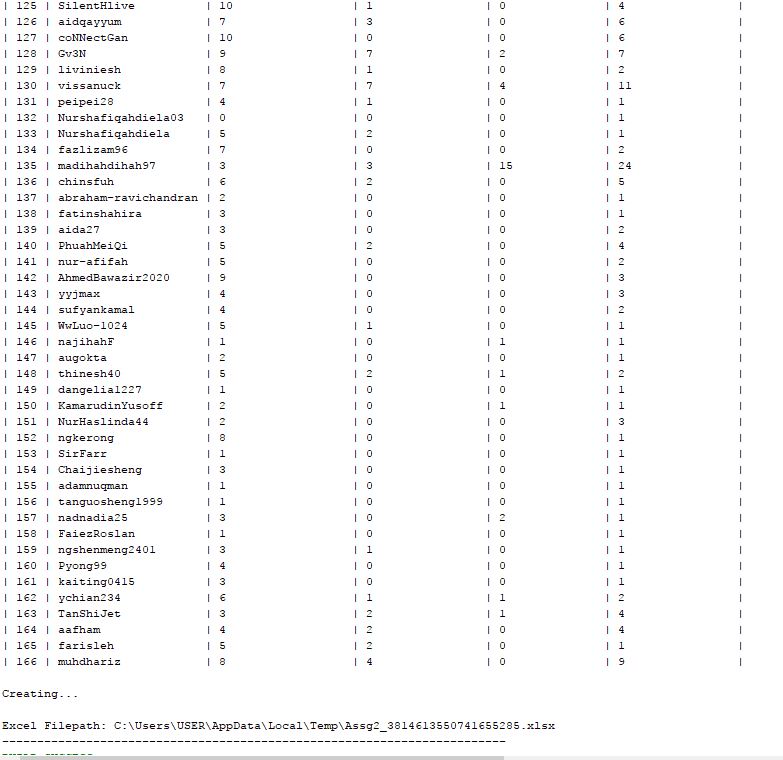 | 125 | SilentHlive | 10 | 1 | 0 | 4 |
| 126 | aidqayyum | 7 | 3 | 0 | 6 |
| 127 | coNNectGan | 10 | 0 | 0 | 6 |
| 128 | Gv3N | 9 | 7 | 2 | 7 |
| 129 | liviniesh | 8 | 1 | 0 | 2 |
| 130 | vissanuck | 7 | 7 | 4 | 11 |
| 131 | peipei28 | 4 | 1 | 0 | 1 |
| 132 | Nurshafiqahdiela03 | 0 | 0 | 0 | 1 |
| 133 | Nurshafiqahdiela | 5 | 2 | 0 | 1 |
| 134 | fazlizam96 | 7 | 0 | 0 | 2 |
| 135 | madihahdihah97 | 3 | 3 | 15 | 24 |
| 136 | chinsfuh | 6 | 2 | 0 | 5 |
| 137 | abraham-ravichandran | 2 | 0 | 0 | 1 |
| 138 | fatinshahira | 3 | 0 | 0 | 1 |
| 139 | aida27 | 3 | 0 | 0 | 2 |
| 140 | PhuahMeiQi | 5 | 2 | 0 | 4 |
| 141 | nur-afifah | 5 | 0 | 0 | 2 |
| 142 | AhmedBawazir2020 | 9 | 0 | 0 | 3 |
| 143 | yyjmax | 4 | 0 | 0 | 3 |
| 144 | sufyankamal | 4 | 0 | 0 | 2 |
| 145 | WwLuo-1024 | 5 | 1 | 0 | 1 |
| 146 | najihahF | 1 | 0 | 1 | 1 |
| 147 | augokta | 2 | 0 | 0 | 1 |
| 148 | thinesh40 | 5 | 2 | 1 | 2 |
| 149 | dangelia1227 | 1 | 0 | 0 | 1 |
| 150 | KamarudinYusoff | 2 | 0 | 1 | 1 |
| 151 | NurHaslinda44 | 2 | 0 | 0 | 3 |
| 152 | ngkerong | 8 | 0 | 0 | 1 |
| 153 | SirFarr | 1 | 0 | 0 | 1 |
| 154 | Chaijiesheng | 3 | 0 | 0 | 1 |
| 155 | adamnuqman | 1 | 0 | 0 | 1 |
| 156 | tanguosheng1999 | 1 | 0 | 0 | 1 |
| 157 | nadnadia25 | 3 | 0 | 2 | 1 |
| 158 | FaiezRoslan | 1 | 0 | 0 | 1 |
| 159 | ngshenmeng2401 | 3 | 1 | 0 | 1 |
| 160 | Pyong99 | 4 | 0 | 0 | 1 |
| 161 | kaiting0415 | 3 | 0 | 0 | 1 |
| 162 | ychian234 | 6 | 1 | 1 | 2 |
| 163 | TanShiJet | 3 | 2 | 1 | 4 |
| 164 | aafham | 4 | 2 | 0 | 4 |
| 165 | farisleh | 5 | 2 | 0 | 1 |
| 166 | muhdhariz | 8 | 4 | 0 | 9 |
Creating...
Excel Filepath: C:\Users\USER\AppData\Local\Temp\Assg2_3814613550741655285.xlsx